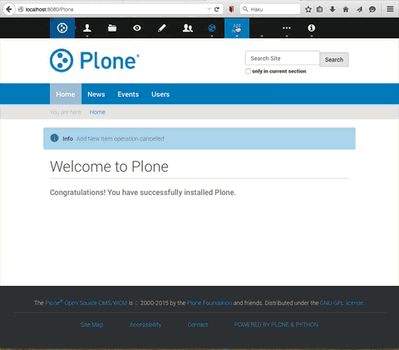 localhost:8080/Plone
Haku
Plone®
Search Site
Search
only in current section
Home News Events Users
You are here: Home
Info Add New Item operation cancelled
Welcome to Plone
Congratulations! You have successfully installed Plone.
The Plone® Open Source CMS/WCM is © 2000-2015 by the Plone Foundation and friends. Distributed under the GNU GPL license.
Site Map Accessibility Contact POWERED BY PLONE & PYTHON